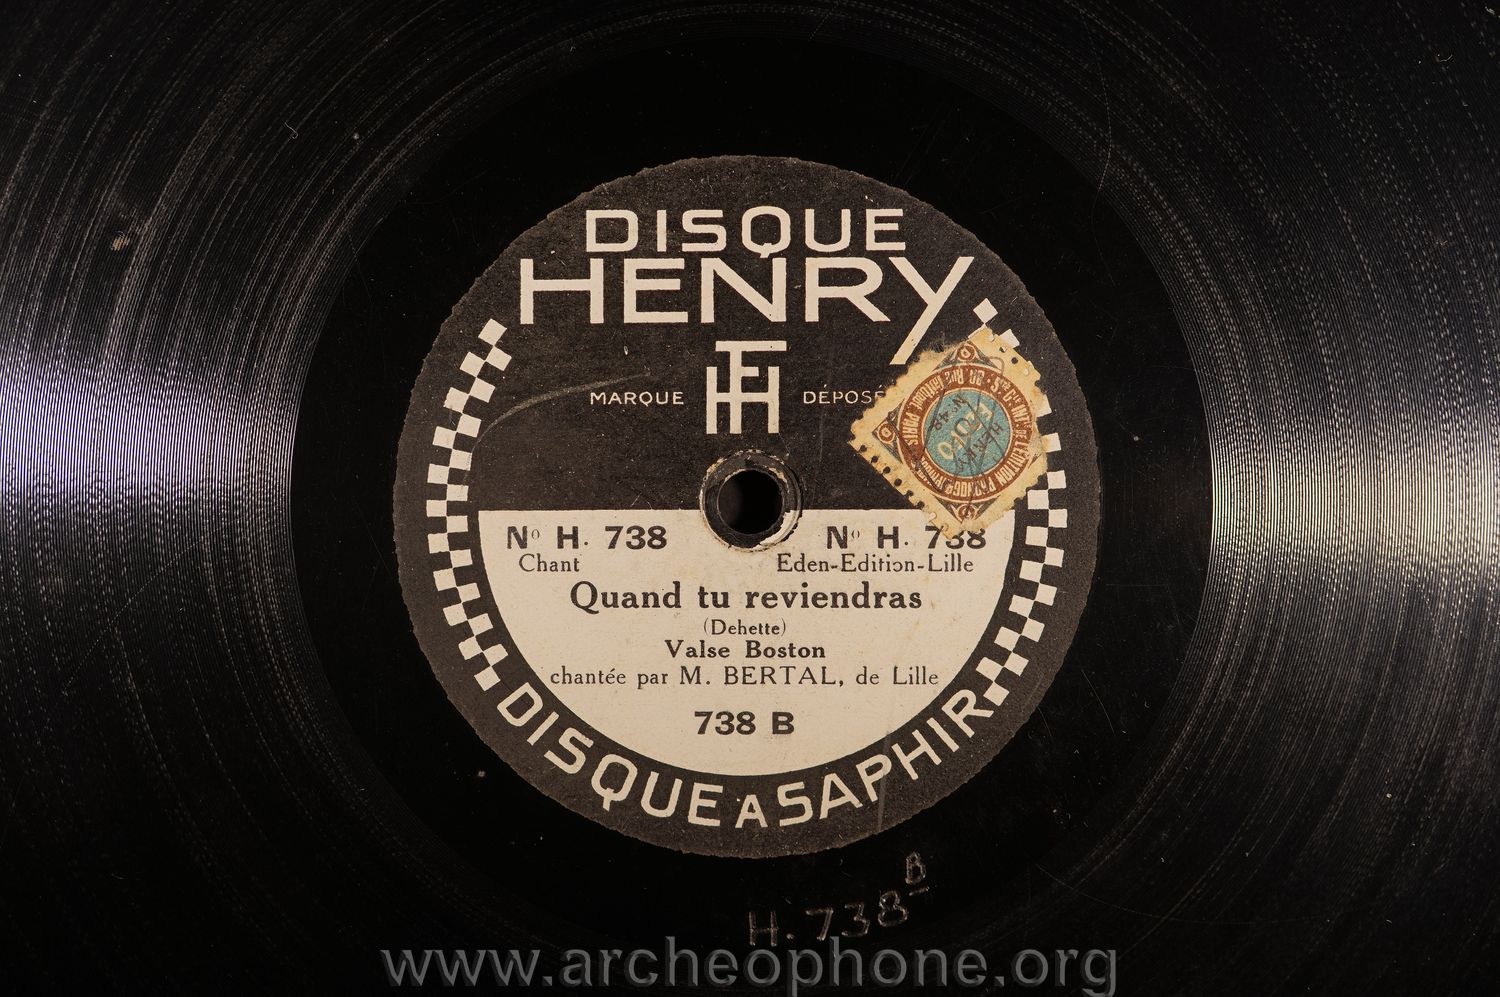 DISQUE
HENRY
MARQUE DÉPOSÉ
Nº H. 738 Nº H. 738
Chant Eden-Edition-Lille
Quand tu reviendras
(Dehette)
Valse Boston
chantée par M. BERTAL, de Lille
738 B
DISQUE A SAPHIR
H. 738 B
www.archeophone.org